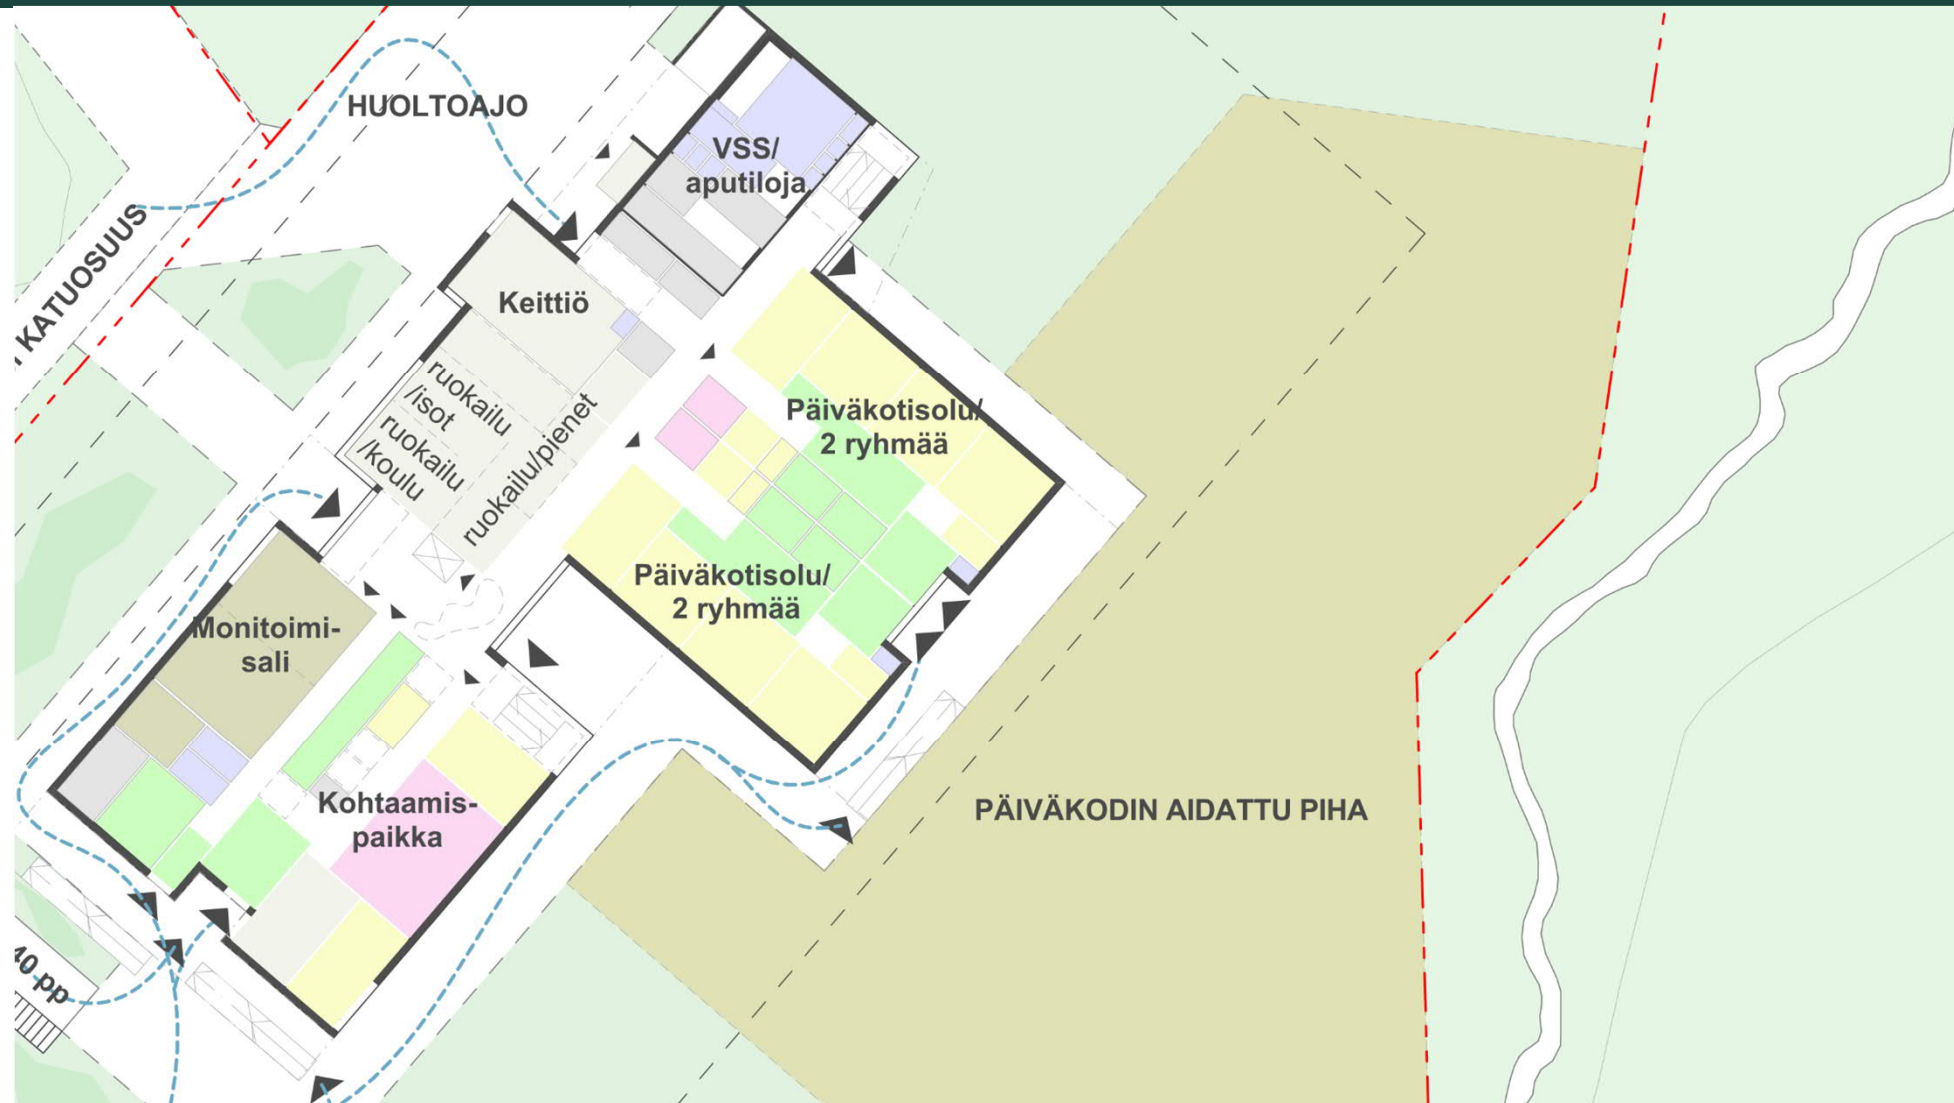 HUOLTOAJO
VSS/
aputiloja
KATUOSUUS
Keittiö
ruokailu
/isot
ruokailu
/koulu
ruokailu/pienet
Päiväkotisolu/
2 ryhmää
Päiväkotisolu/
2 ryhmää
Monitoimi-
sali
Kohtaamis-
paikka
PÄIVÄKODIN AIDATTU PIHA
40 pp